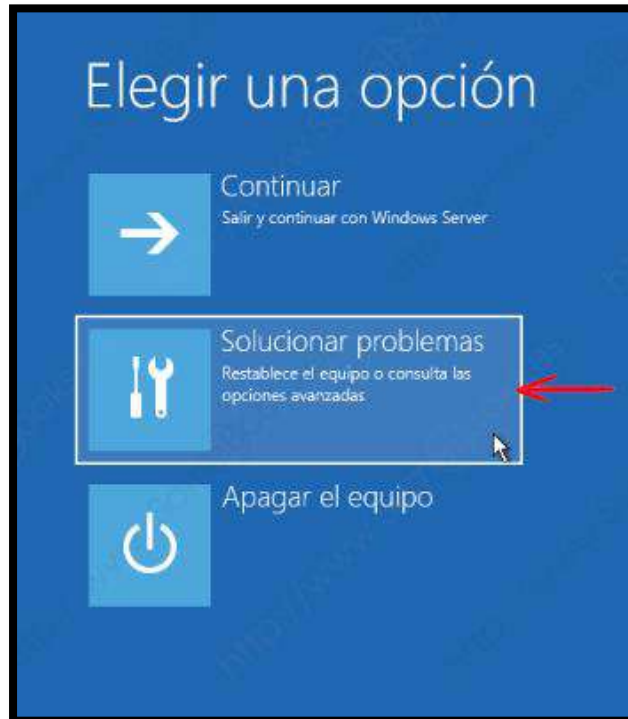 Elegir una opción
Continuar
Salir y continuar con Windows Server
Solucionar problemas
Restablece el equipo o consulta las
opciones avanzadas
Apagar el equipo